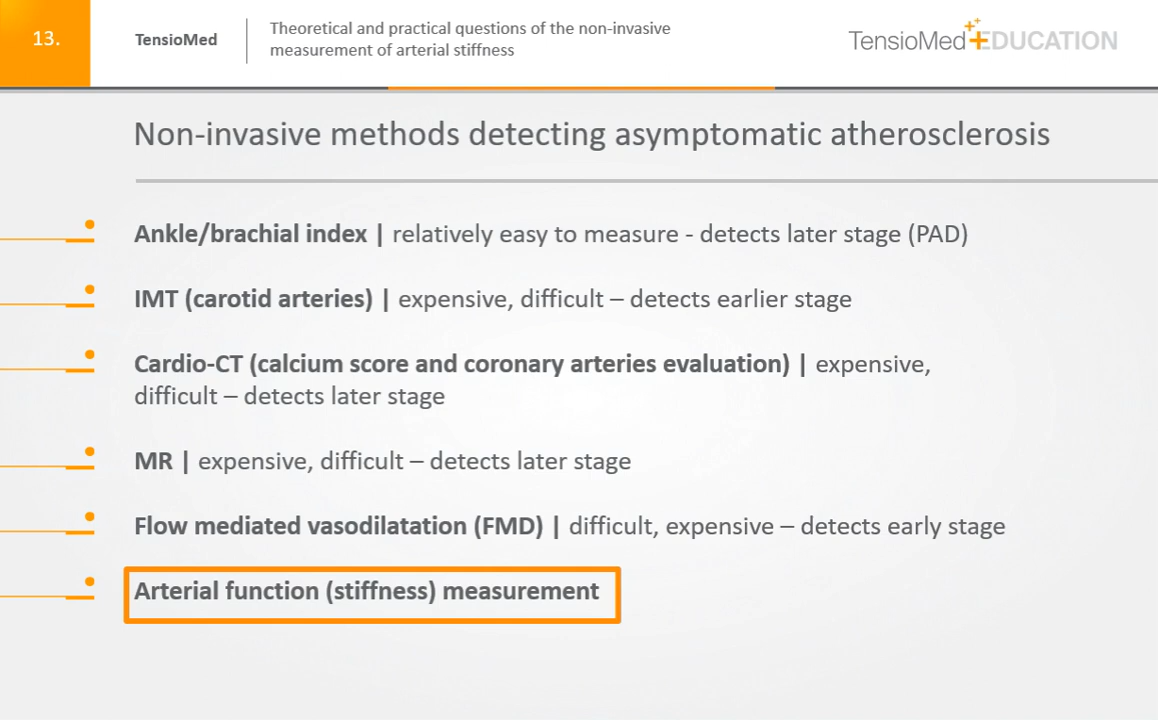 13.
TensioMed
Theoretical and practical questions of the non-invasive
measurement of arterial stiffness
TensioMed EDUCATION
Non-invasive methods detecting asymptomatic atherosclerosis
Ankle/brachial index | relatively easy to measure - detects later stage (PAD)
IMT (carotid arteries) | expensive, difficult – detects earlier stage
Cardio-CT (calcium score and coronary arteries evaluation) | expensive,
difficult – detects later stage
MR | expensive, difficult – detects later stage
Flow mediated vasodilatation (FMD) | difficult, expensive – detects early stage
Arterial function (stiffness) measurement